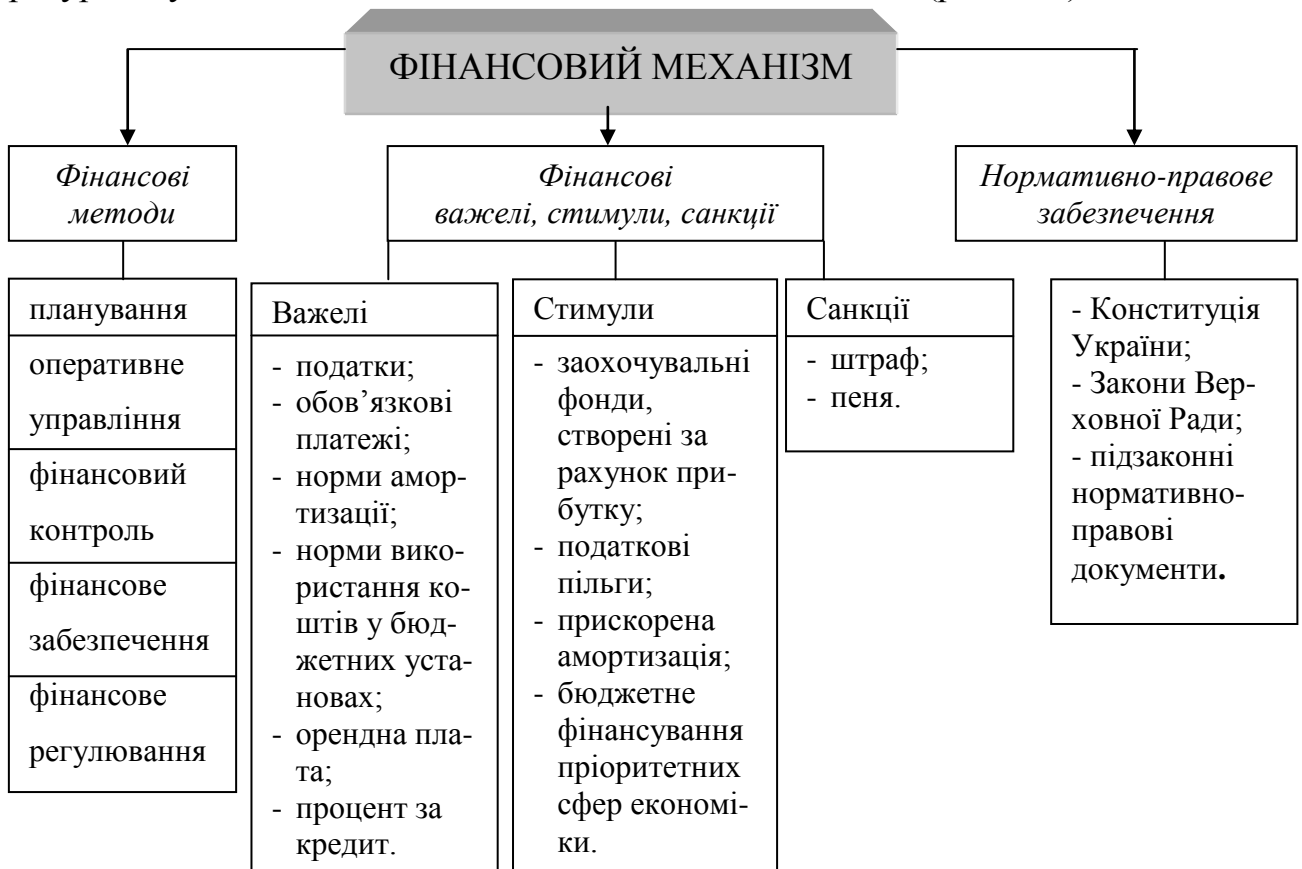 ФІНАНСОВИЙ МЕХАНІЗМ
Фінансові
методи
Фінансові
важелі, стимули, санкції
Нормативно-правове
забезпечення
планування
оперативне
управління
фінансовий
контроль
фінансове
забезпечення
фінансове
регулювання
Важелі
- податки;
- обов’язкові
платежі;
- норми амор-
тизації;
- норми вико-
ристання ко-
штів у бюд-
жетних уста-
новах;
- орендна пла-
та;
- процент за
кредит.
Стимули
- заохочувальні
фонди,
створені за
рахунок при-
бутку;
- податкові
пільги;
- прискорена
амортизація;
- бюджетне
фінансування
пріоритетних
сфер економі-
ки.
Санкції
- штраф;
- пеня.
- Конституція
України;
- Закони Вер-
ховної Ради;
- підзаконні
нормативно-
правові
документи.